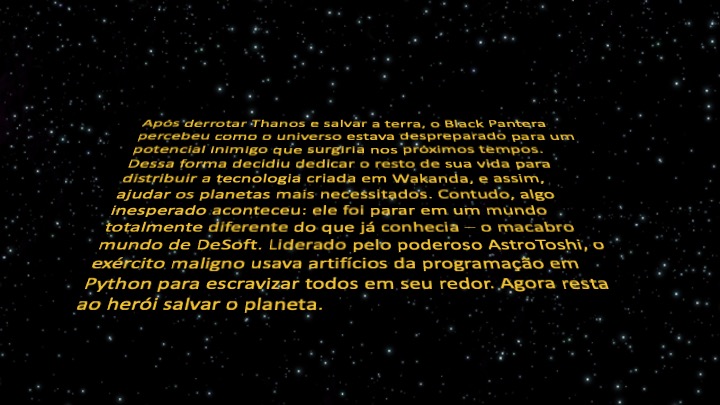 Após derrotar Thanos e salvar a terra, o Black Pantera
percebeu como o universo estava despreparado para um
potencial inimigo que surgiria nos próximos tempos.
Dessa forma decidiu dedicar o resto de sua vida para
distribuir a tecnologia criada em Wakanda, e assim,
ajudar os planetas mais necessitados. Contudo, algo
inesperado aconteceu: ele foi parar em um mundo
totalmente diferente do que já conhecia – o macabro
mundo de DeSoft. Liderado pelo poderoso AstroToshi, o
exército maligno usava artifícios da programação em
Python para escravizar todos em seu redor. Agora resta
ao herói salvar o planeta.